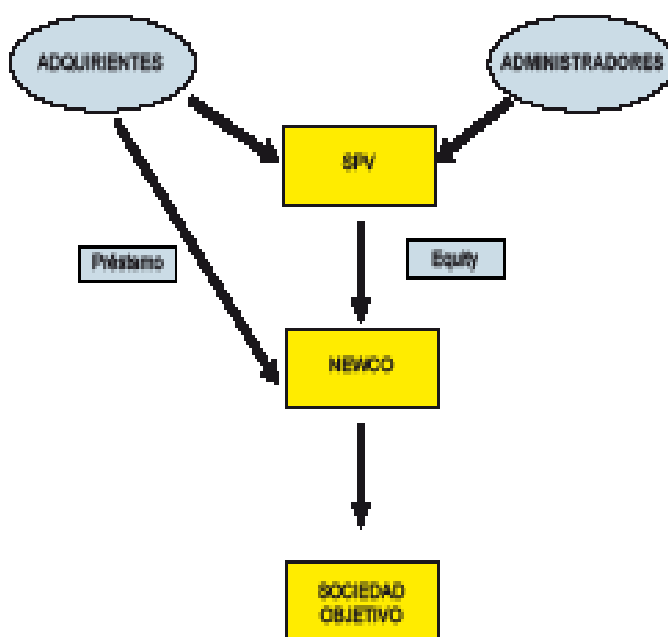 ADQUIRIENTES
ADMINISTRADORES
SPV
Préstamo
Equity
NEWCO
SOCIEDAD
OBJETIVO